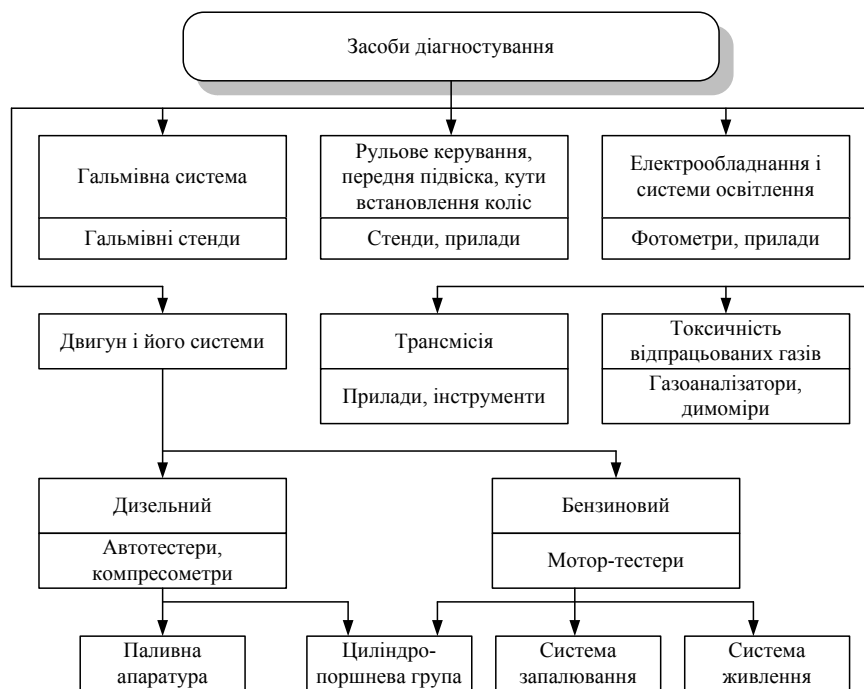 Засоби діагностування
Гальмівна система
Гальмівні стенди
Рульове керування,
передня підвіска, кути
встановлення коліс
Стенди, прилади
Електрообладнання і
системи освітлення
Фотометри, прилади
Двигун і його системи
Трансмісія
Прилади, інструменти
Токсичність
відпрацьованих газів
Газоаналізатори,
димоміри
Дизельний
Автотестери,
компресометри
Бензиновий
Мотор-тестери
Паливна
апаратура
Циліндро-
поршнева група
Система
запалювання
Система
живлення